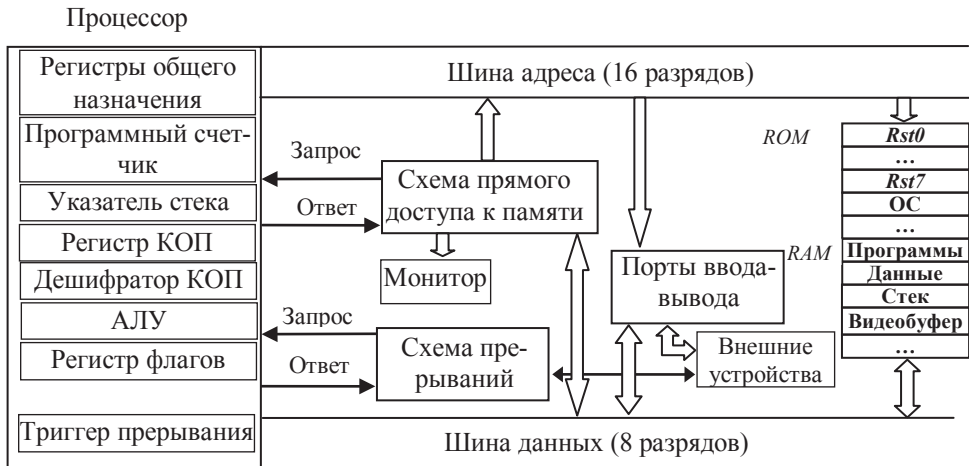 Процессор
Регистры общего
назначения
Программный счет-
чик
Указатель стека
Регистр КОП
Дешифратор КОП
АЛУ
Регистр флагов
Триггер прерывания
Шина адреса (16 разрядов)
Запрос
Ответ
Схема прямого
доступа к памяти
Монитор
Запрос
Ответ
Схема пре-
рываний
Порты ввода-
вывода
Внешние
устройства
ROM
RAM
Rst0
...
Rst7
ОС
...
Программы
Данные
Стек
Видеобуфер
...
Шина данных (8 разрядов)